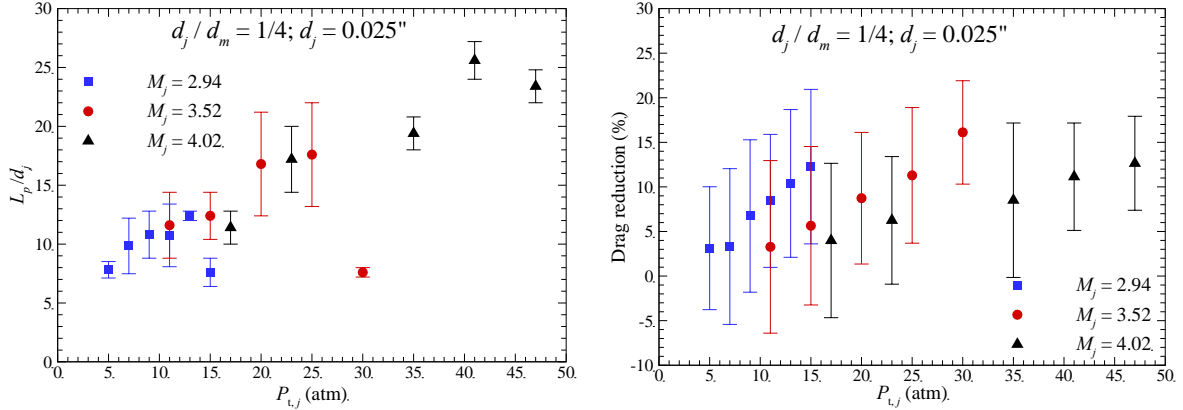 d_j / d_m = 1/4; d_j = 0.025"
M_j = 2.94
M_j = 3.52
M_j = 4.02.
L_p/d_j
30.
25.
20.
15.
10.
5.
0.
0. 5. 10. 15. 20. 25. 30. 35. 40. 45. 50.
P_t,j (atm).
d_j / d_m = 1/4; d_j = 0.025"
Drag reduction (%)
30
25
20
15
10
5
0
-5
-10
M_j = 2.94
M_j = 3.52
M_j = 4.02.
0. 5. 10. 15. 20. 25. 30. 35. 40. 45. 50.
P_t,j (atm).